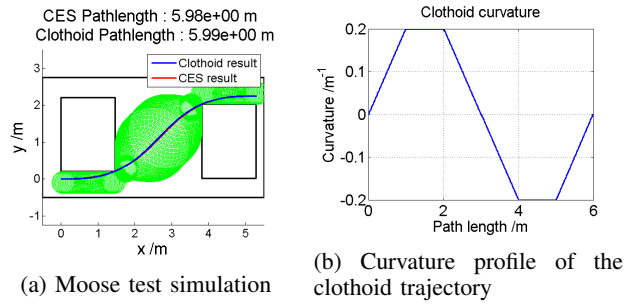 CES Pathlength : 5.98e+00 m
Clothoid Pathlength : 5.99e+00 m
Clothoid result
CES result
3
2
1
0
-1
y /m
0
1
2
3
4
5
x /m
(a) Moose test simulation
Clothoid curvature
0.2
0.1
0
-0.1
-0.2
Curvature /m⁻¹
0
2
4
6
Path length /m
(b) Curvature profile of the
clothoid trajectory